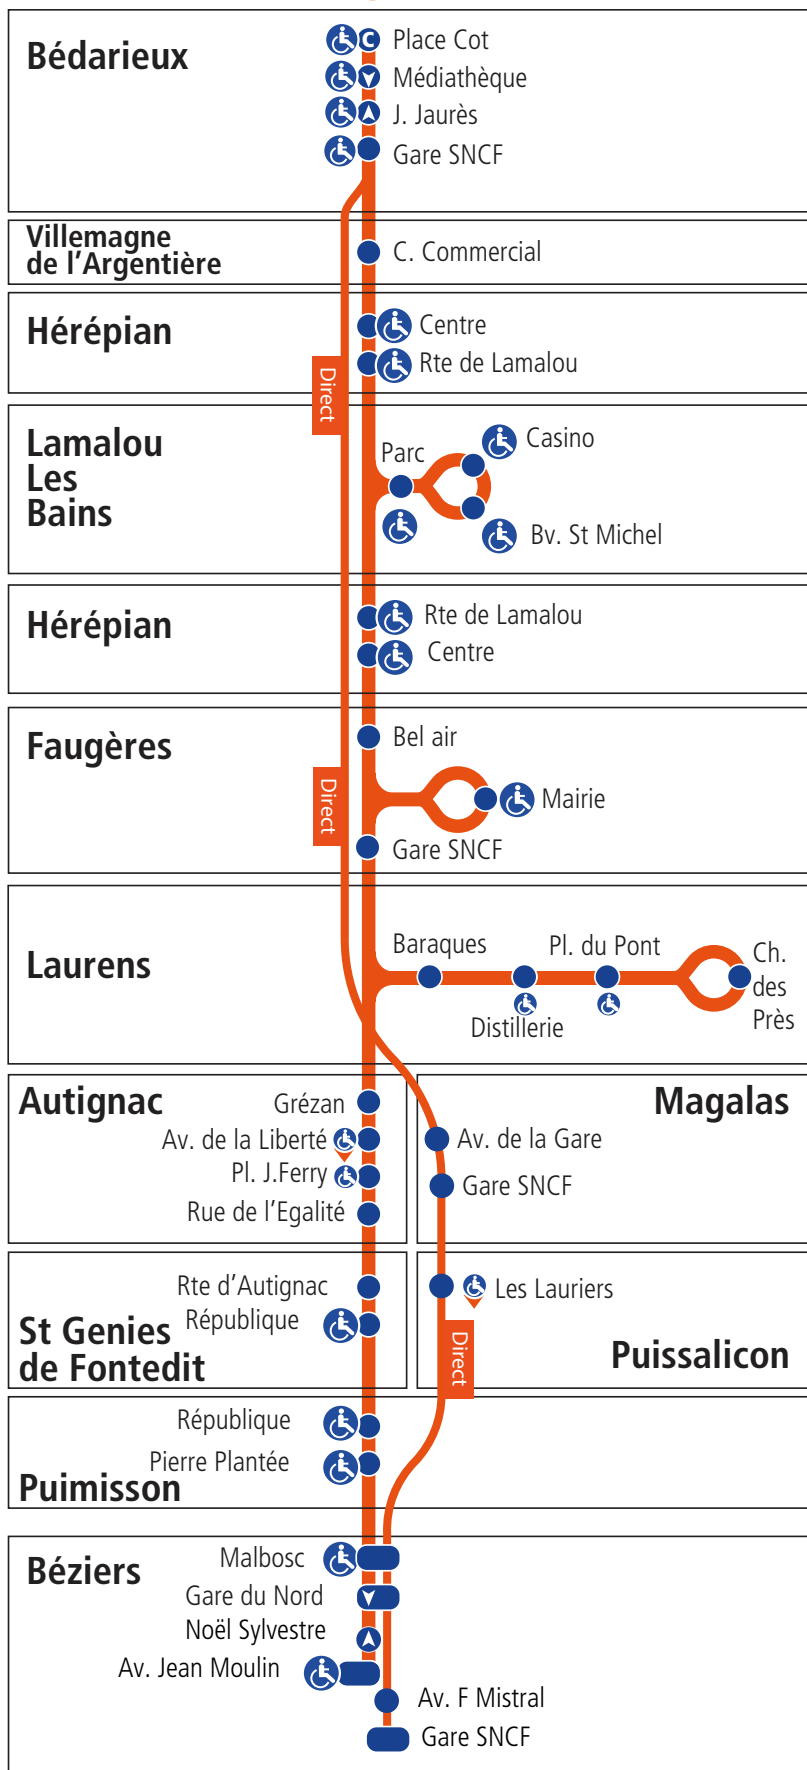 Bédarieux
C Place Cot
Médiathèque
J. Jaurès
Gare SNCF
Villemagne
de l'Argentière
C. Commercial
Hérépian
Centre
Rte de Lamalou
Direct
Lamalou
Les
Bains
Parc
Casino
Bv. St Michel
Hérépian
Rte de Lamalou
Centre
Faugères
Bel air
Direct
Mairie
Gare SNCF
Laurens
Baraques
Distillerie
Pl. du Pont
Ch.
des
Près
Autignac
Grézan
Av. de la Liberté
Pl. J.Ferry
Rue de l'Egalité
Magalas
Av. de la Gare
Gare SNCF
St Genies
de Fontedit
Rte d'Autignac
République
Les Lauriers
Direct
Puissalicon
République
Pierre Plantée
Puimisson
Béziers
Malbosc
Gare du Nord
Noël Sylvestre
Av. Jean Moulin
Av. F Mistral
Gare SNCF